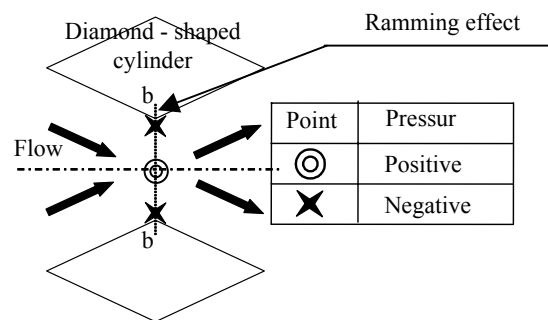 Ramming effect
Diamond - shaped
cylinder
b
Point Pressur
Flow
Positive
Negative
b